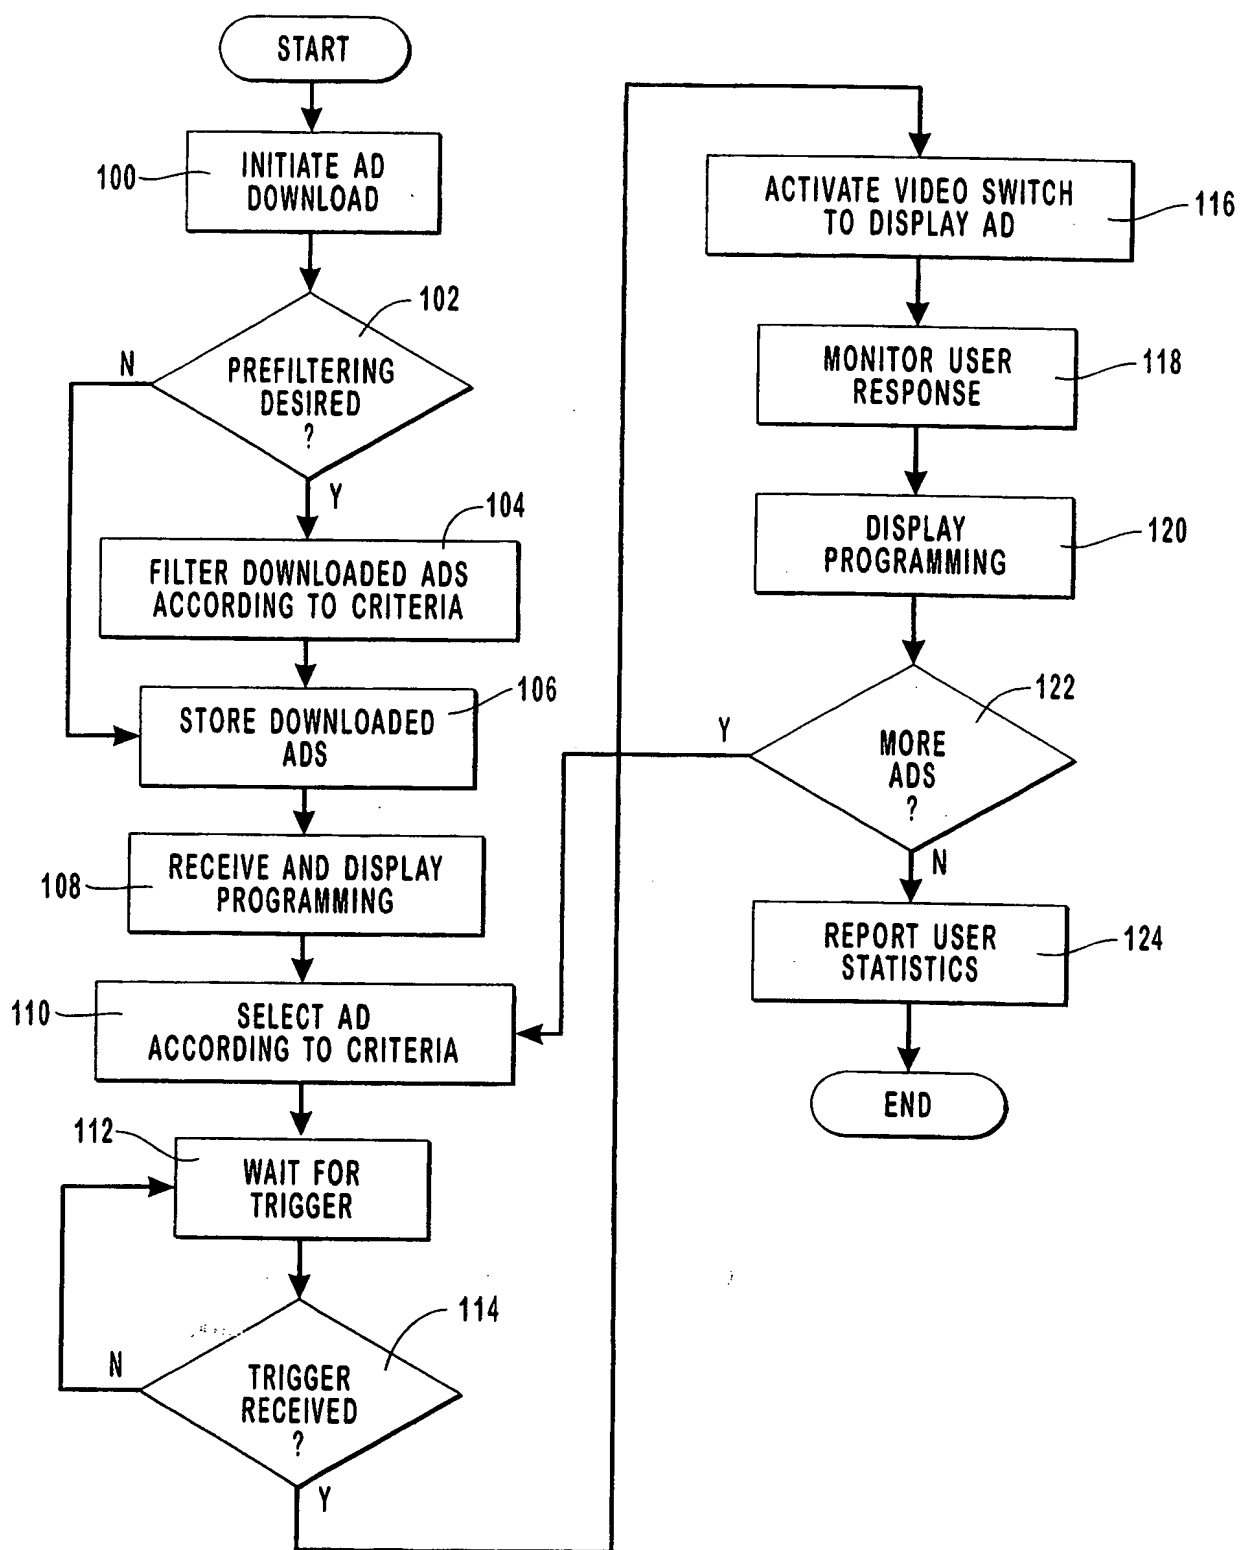 START
100
INITIATE AD
DOWNLOAD
102
N
PREFILTERING
DESIRED
?
Y
104
FILTER DOWNLOADED ADS
ACCORDING TO CRITERIA
106
STORE DOWNLOADED
ADS
108
RECEIVE AND DISPLAY
PROGRAMMING
110
SELECT AD
ACCORDING TO CRITERIA
112
WAIT FOR
TRIGGER
114
N
TRIGGER
RECEIVED
?
Y
ACTIVATE VIDEO SWITCH
TO DISPLAY AD
116
MONITOR USER
RESPONSE
118
DISPLAY
PROGRAMMING
120
122
Y
MORE
ADS
?
N
REPORT USER
STATISTICS
124
END